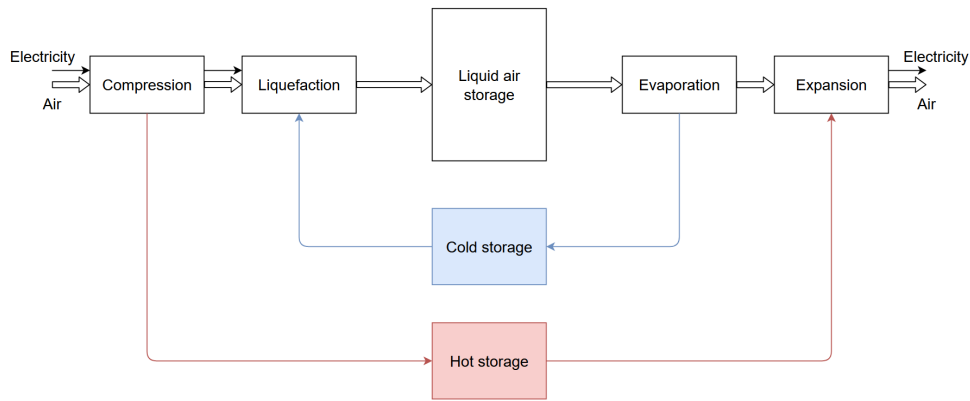 Electricity
Air
Compression
Liquefaction
Liquid air
storage
Evaporation
Expansion
Electricity
Air
Cold storage
Hot storage